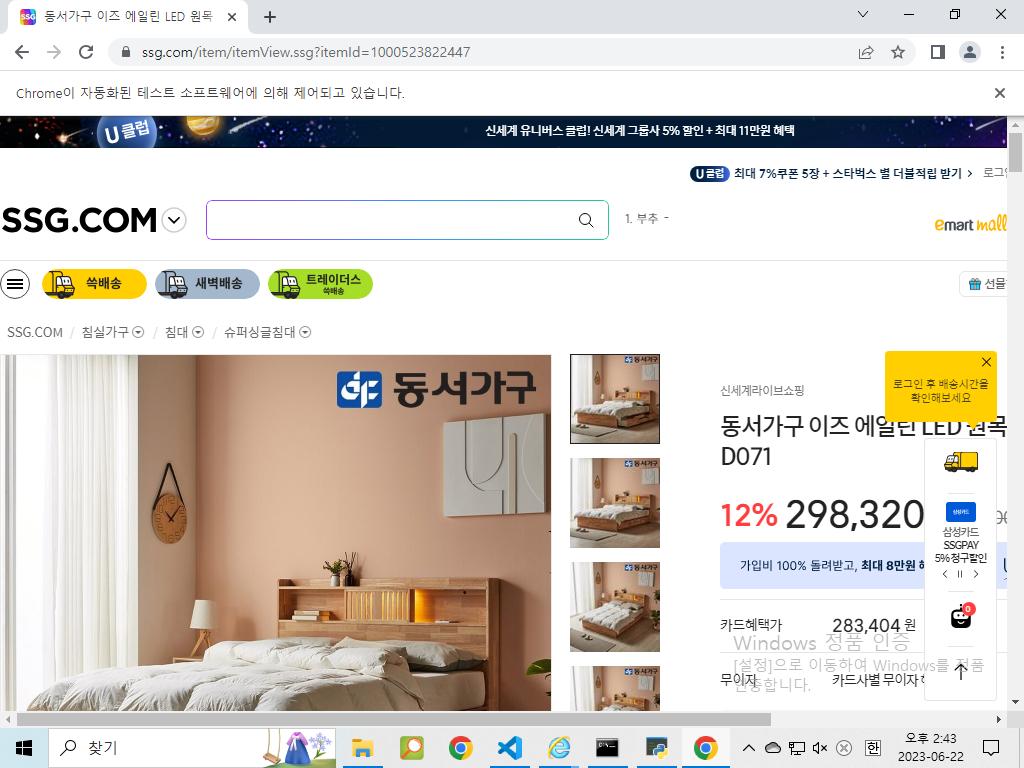 동서가구 이즈 에일린 LED 원목
ssg.com/item/itemView.ssg?itemId=1000523822447
Chrome이 자동화된 테스트 소프트웨어에 의해 제어되고 있습니다.
U 클럽
신세계 유니버스 클럽! 신세계 그룹사 5% 할인 + 최대 11만원 혜택
U 클럽 최대 7%쿠폰 5장 + 스타벅스 별 더블적립 받기
SSG.COM
1. 부추 -
emart mall
쓱배송
새벽배송
트레이더스
쓱배송
선물
SSG.COM / 침실가구 / 침대 / 슈퍼싱글침대
동서가구
로그인 후 배송시간을
확인해보세요
신세계라이브쇼핑
동서가구 이즈 에일린 LED 원목
D071
12% 298,320
삼성카드
삼성카드
SSGPAY
5% 청구할인
가입비 100% 돌려받고, 최대 8만원
0
카드혜택가 283,404 원
Windows 정품 인증
[설정]으로 이동하여 Windows를 정품
인증합니다.
무이자 카드사별 무이자
찾기
한
오후 2:43
2023-06-22